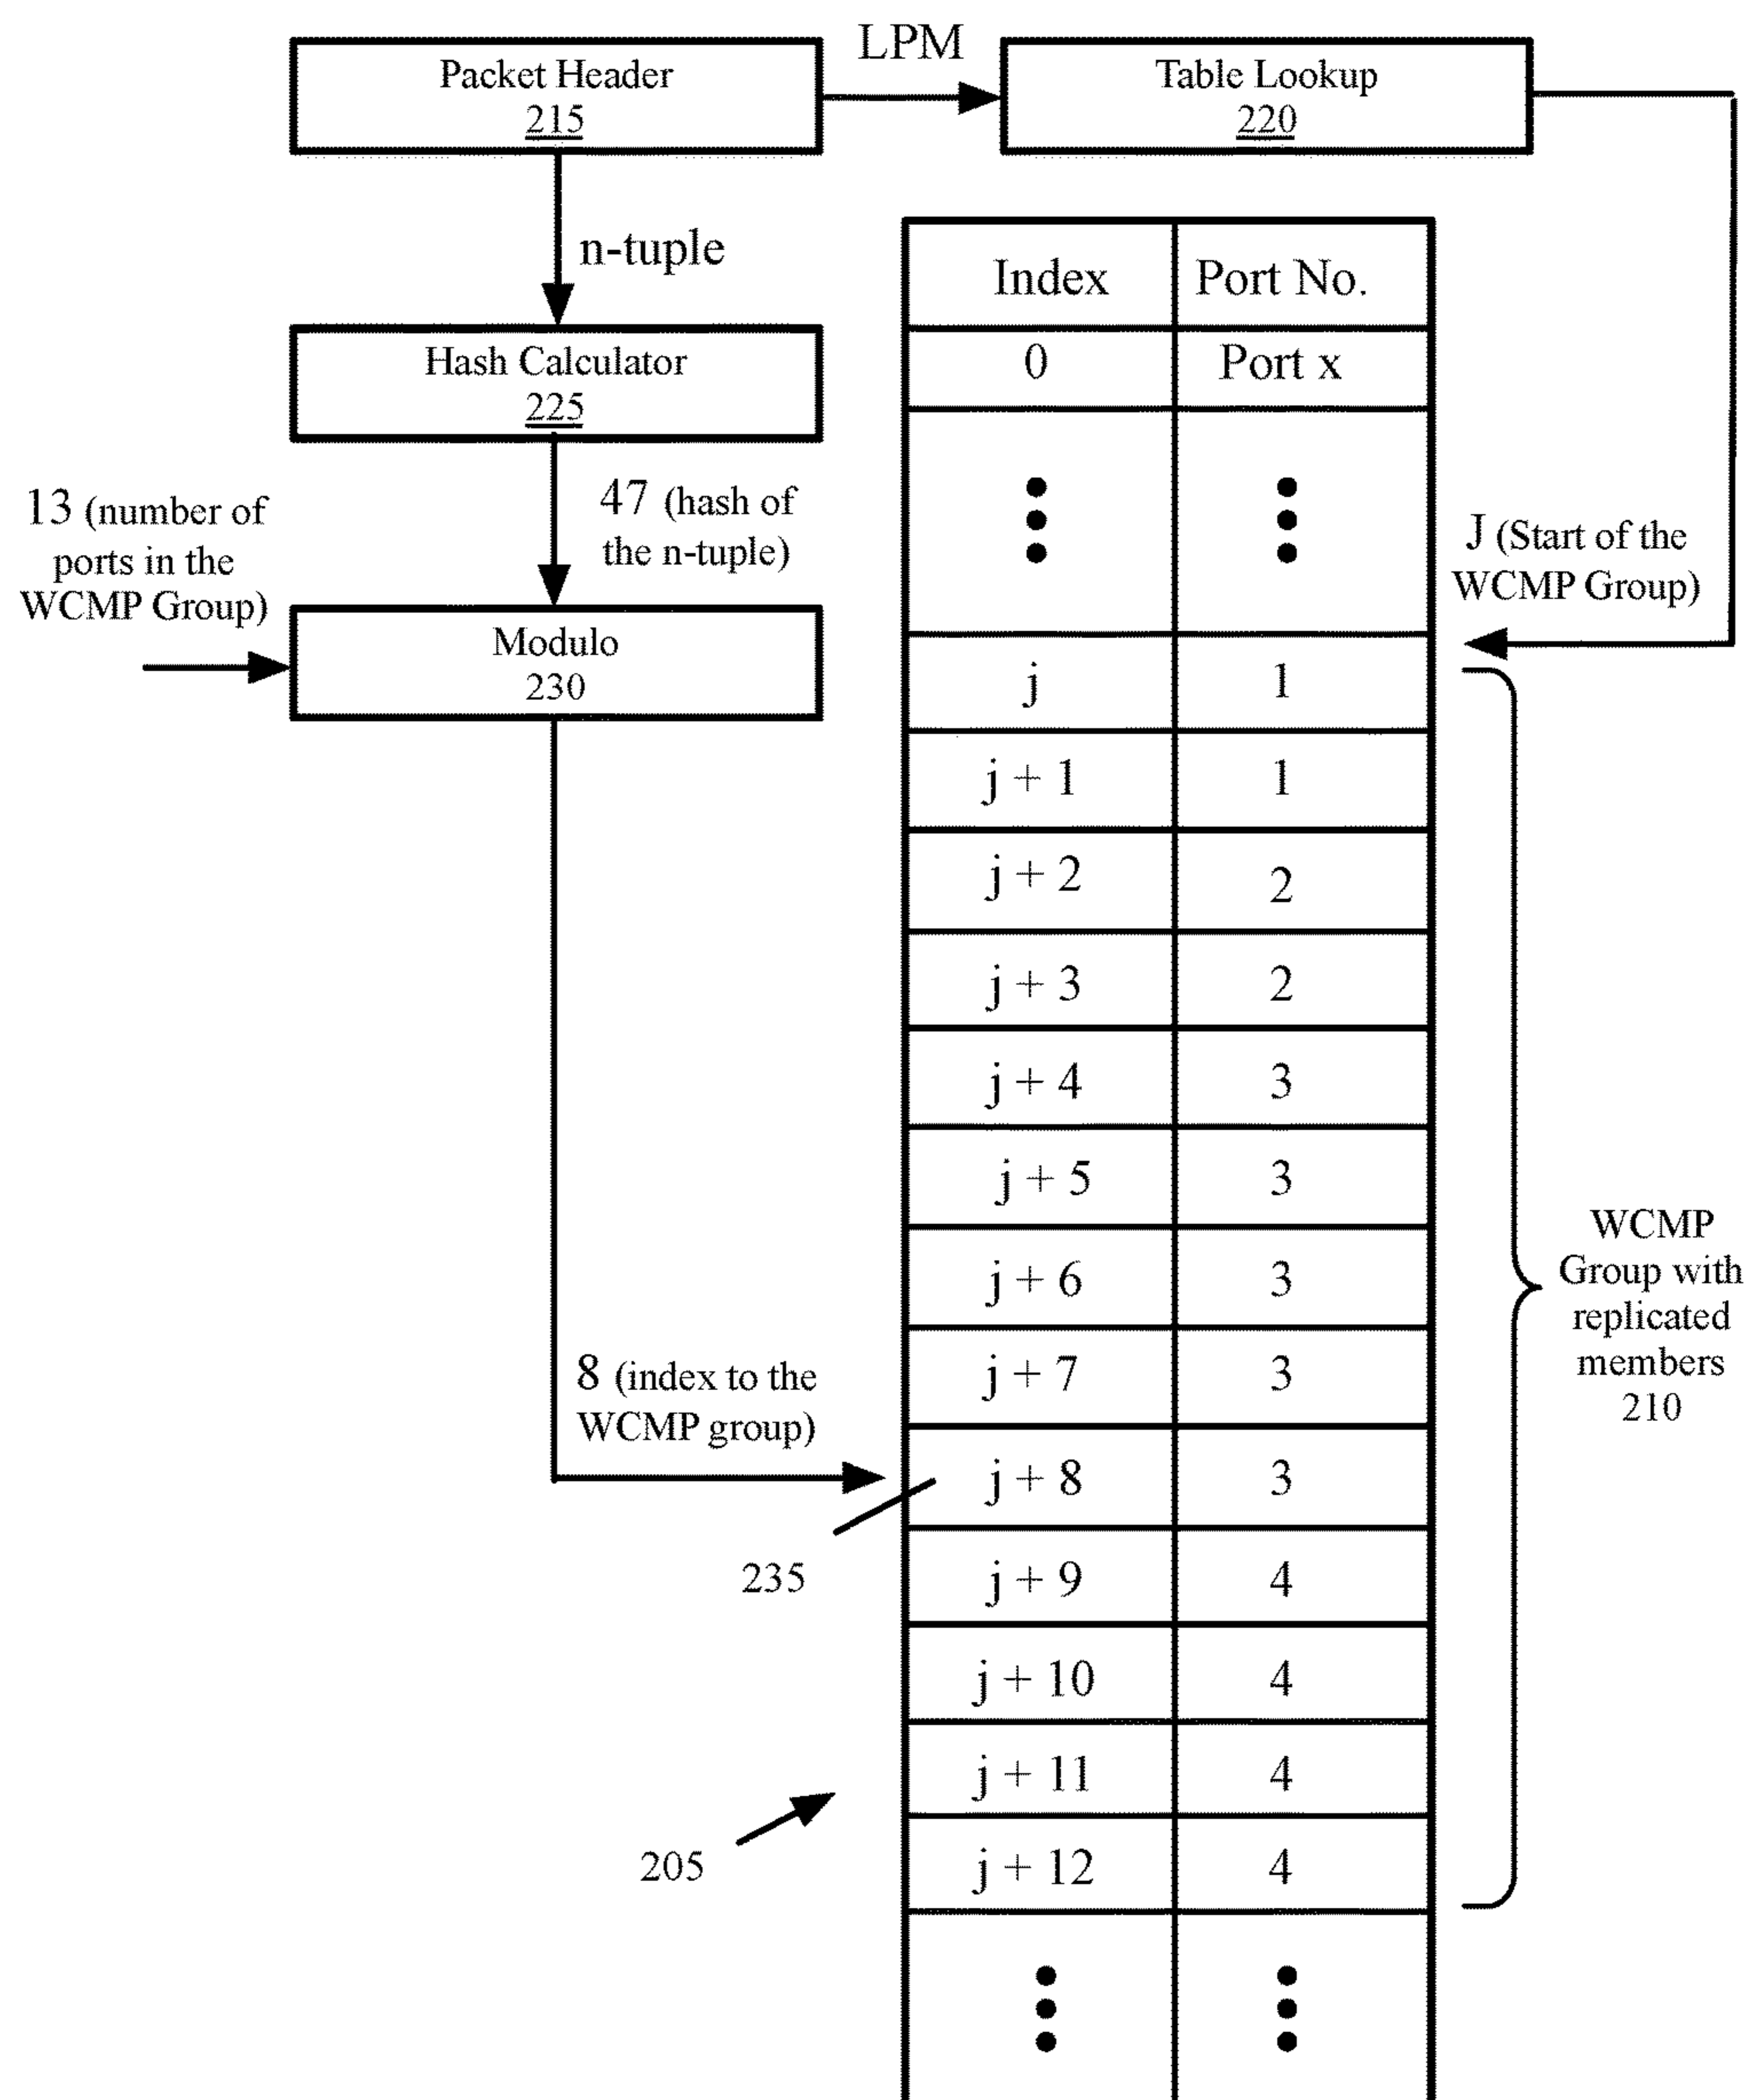 LPM
Packet Header
215
Table Lookup
220
n-tuple
Hash Calculator
225
13 (number of
ports in the
WCMP Group)
47 (hash of
the n-tuple)
Modulo
230
Index Port No.
0 Port x
J (Start of the
WCMP Group)
j 1
j + 1 1
j + 2 2
j + 3 2
j + 4 3
j + 5 3
j + 6 3
j + 7 3
8 (index to the
WCMP group)
j + 8 3
235
j + 9 4
j + 10 4
j + 11 4
j + 12 4
205
WCMP
Group with
replicated
members
210